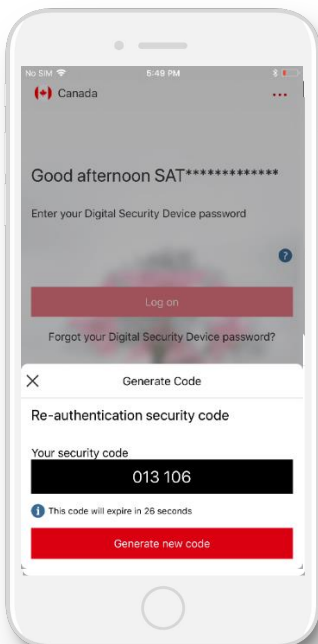 No SIM 5:49 PM
Canada
Good afternoon SAT*************
Enter your Digital Security Device password
?
Log on
Forgot your Digital Security Device password?
Generate Code
Re-authentication security code
Your security code
013 106
i This code will expire in 26 seconds
Generate new code